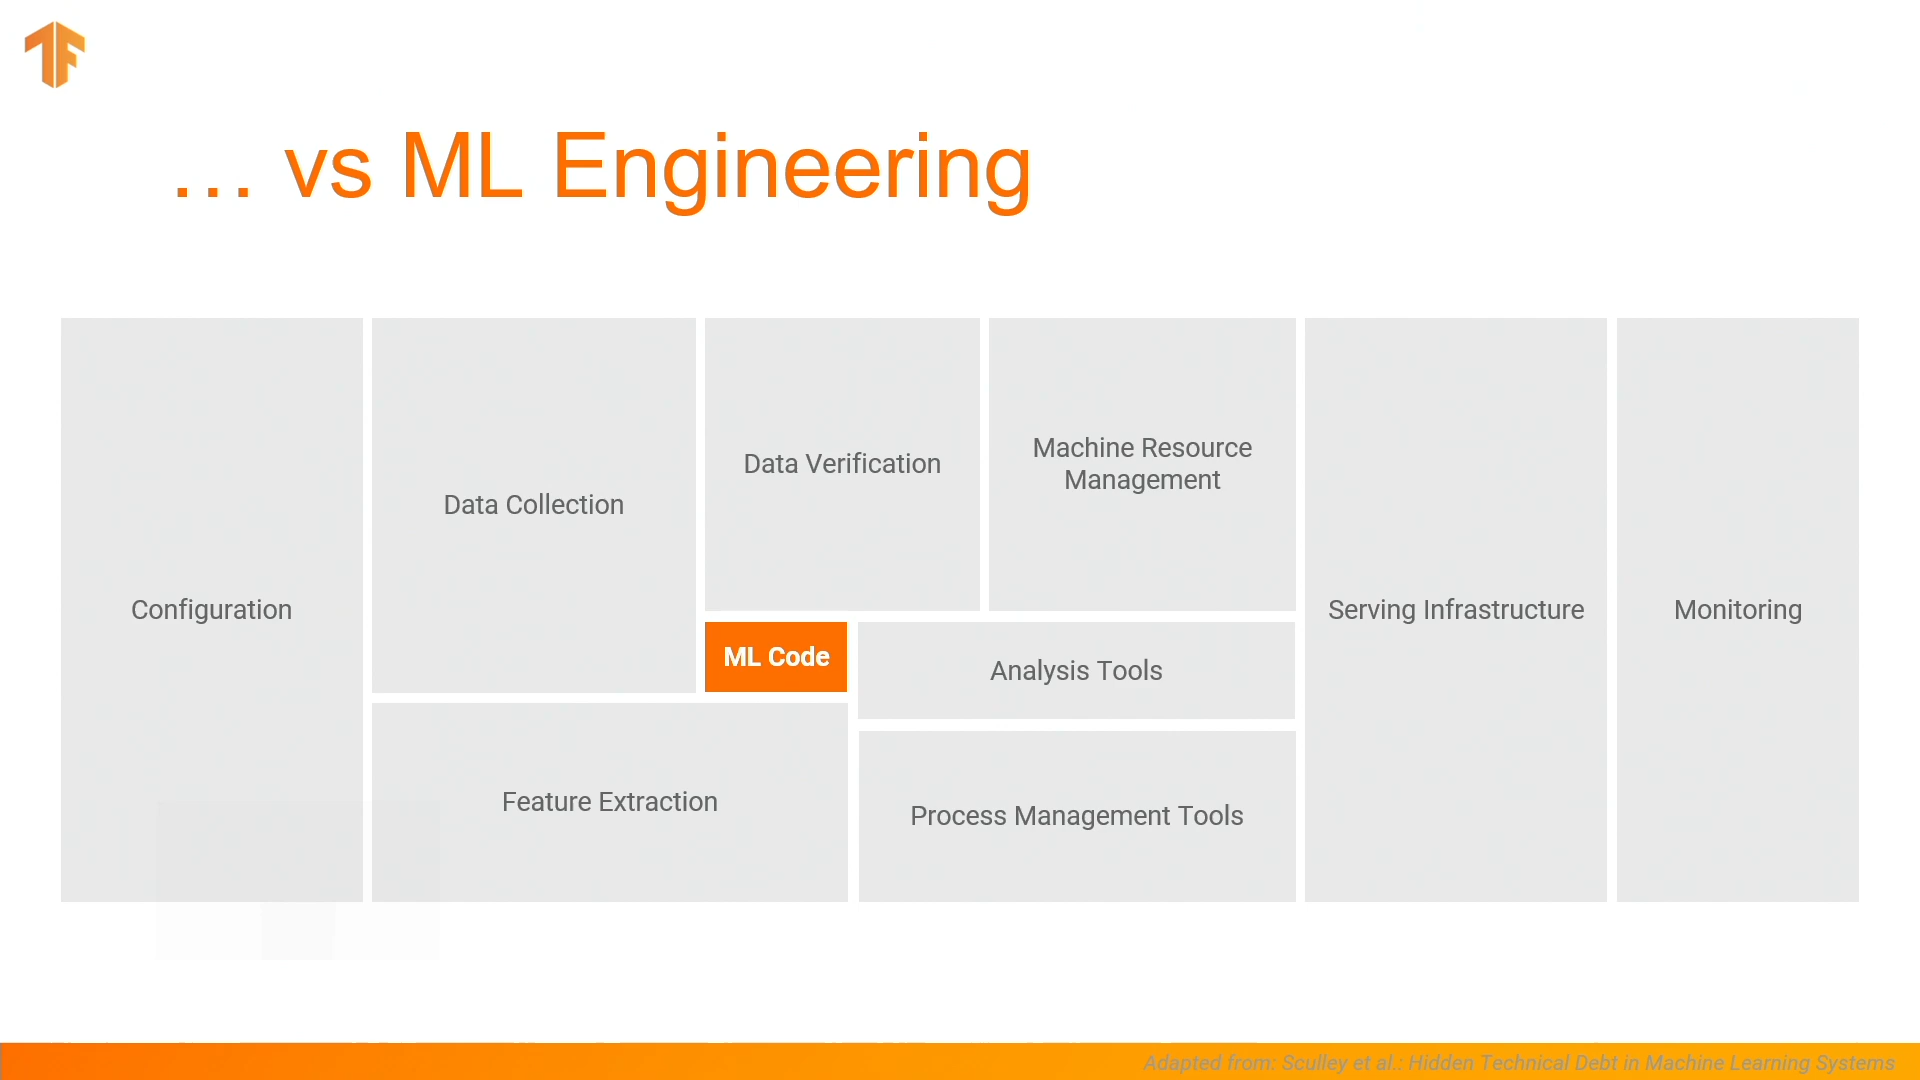 … vs ML Engineering
Configuration
Data Collection
Data Verification
Machine Resource
Management
ML Code
Analysis Tools
Feature Extraction
Process Management Tools
Serving Infrastructure
Monitoring
Adapted from: Sculley et al.: Hidden Technical Debt in Machine Learning Systems